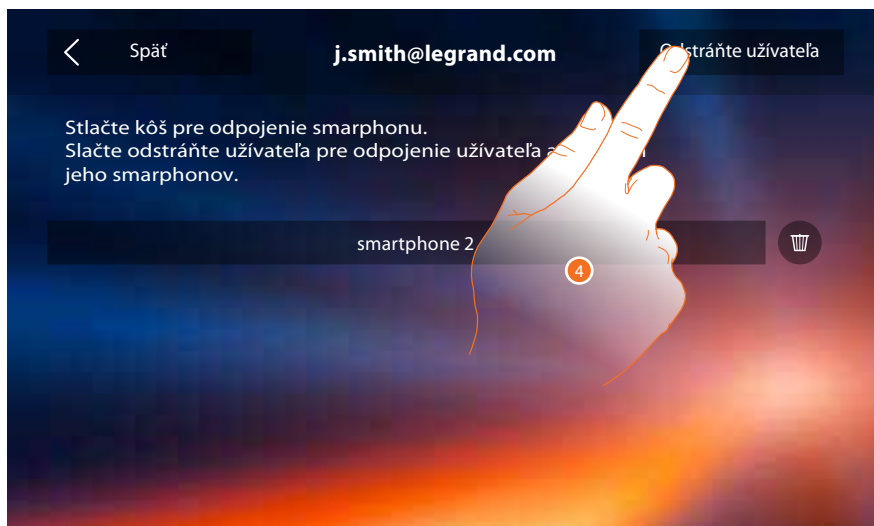 Späť
j.smith@legrand.com
užívateľa
Stlačte kôš pre odpojenie smarphonu.
Slačte odstráňte užívateľa pre odpojenie užívateľa
jeho smarphonov.
smartphone 2
4